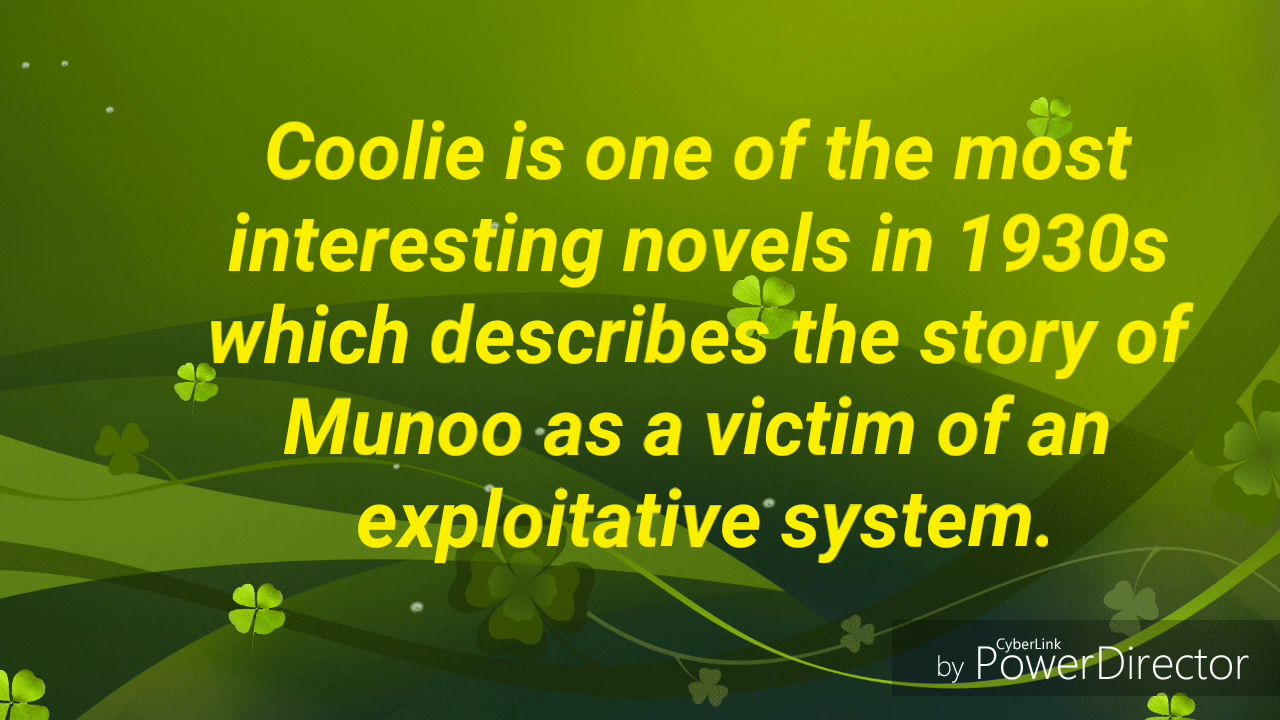 Coolie is one of the most
interesting novels in 1930s
which describes the story of
Munoo as a victim of an
exploitative system.
CyberLink
by PowerDirector